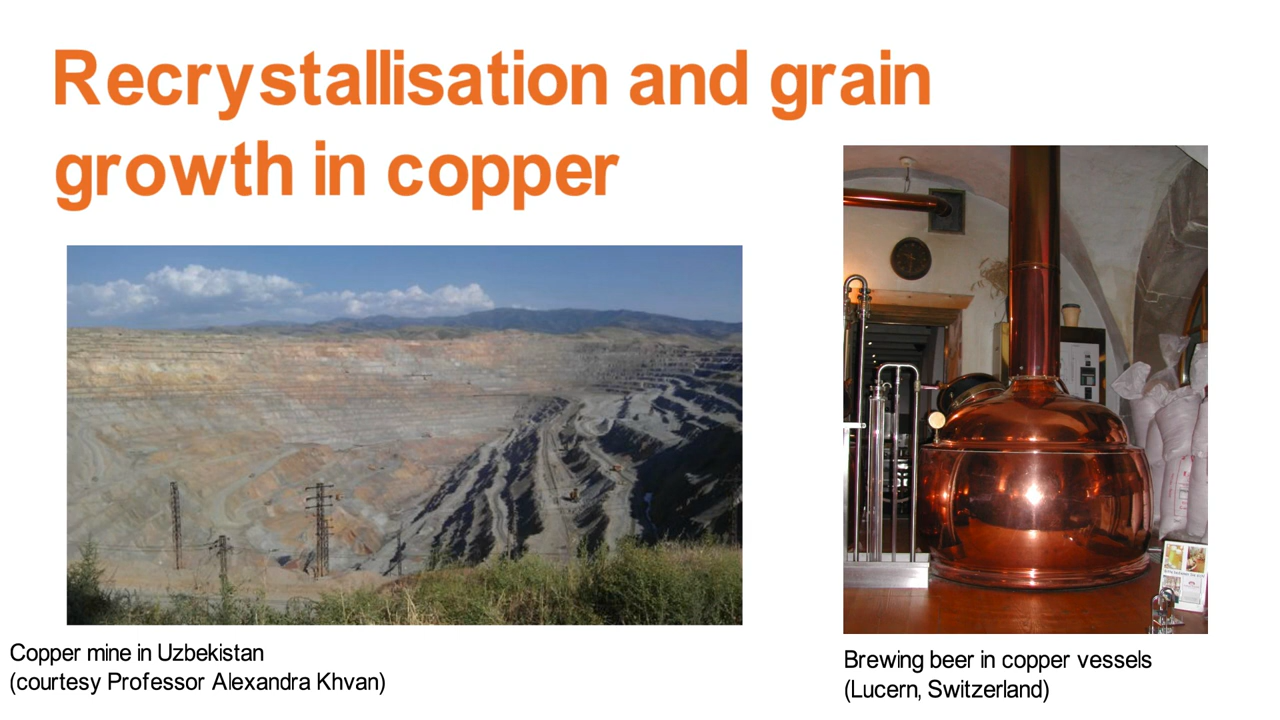 Recrystallisation and grain
growth in copper
Copper mine in Uzbekistan
(courtesy Professor Alexandra Khvan)
Brewing beer in copper vessels
(Lucern, Switzerland)